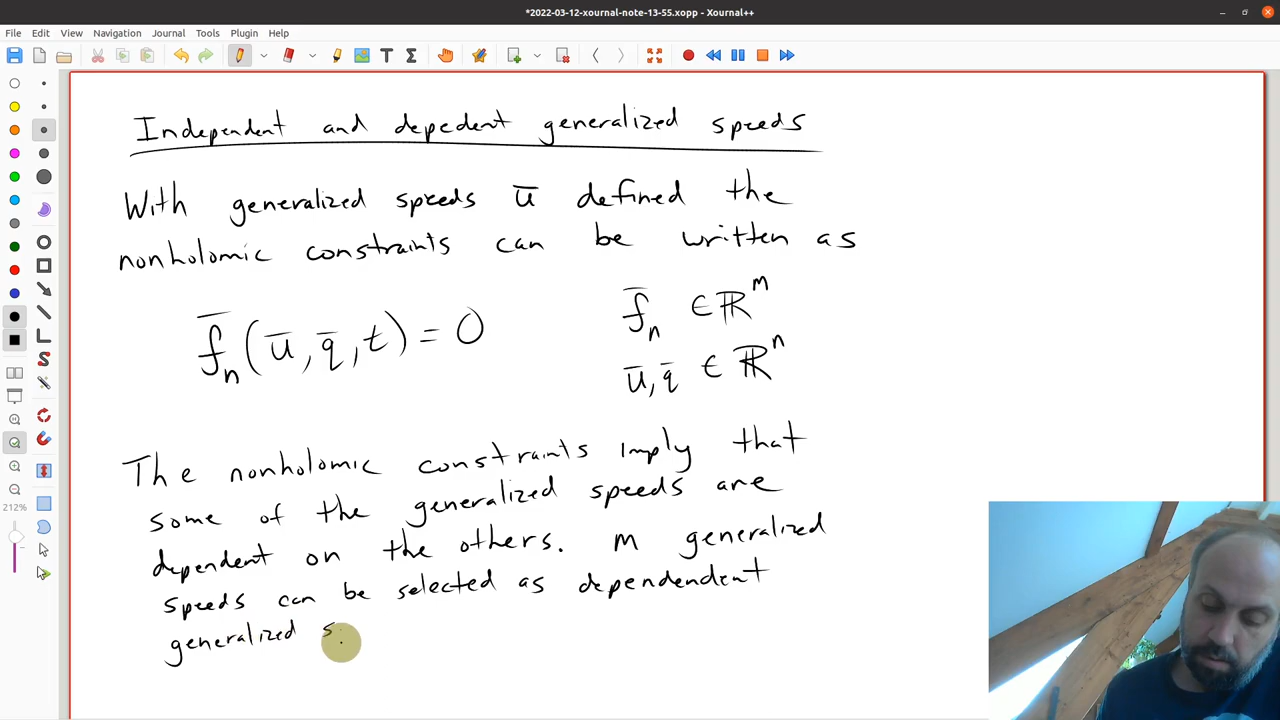 *2022-03-12-xournal-note-13-55.xopp - Xournal++
File Edit View Navigation Journal Tools Plugin Help
Independent and depedent generalized speeds
With generalized speeds u̅ defined the
nonholomic constraints can be written as
f̅ₙ(u̅, q̅, t) = 0
f̅ₙ ∈ ℝᵐ
u̅, q̅ ∈ ℝⁿ
The nonholomic constraints imply that
some of the generalized speeds are
dependent on the others. m generalized
speeds can be selected as dependendent
generalized s
212%